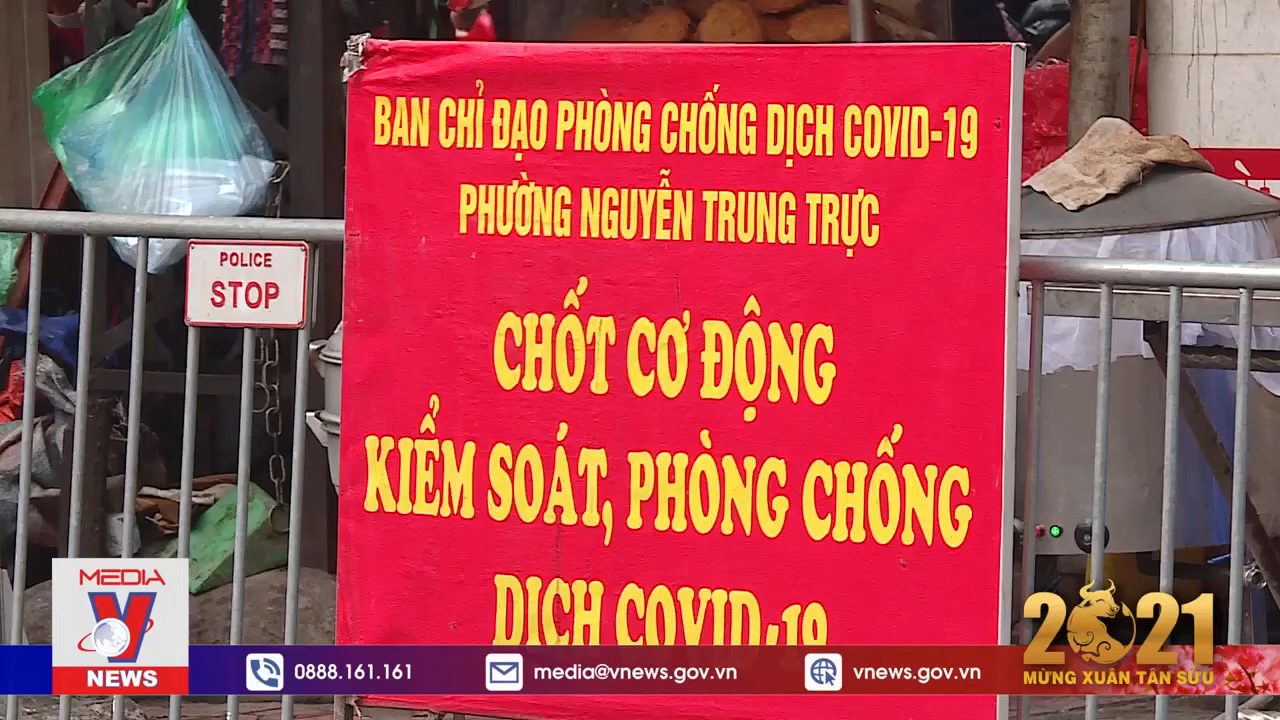 BAN CHỈ ĐẠO PHÒNG CHỐNG DỊCH COVID-19
PHƯỜNG NGUYỄN TRUNG TRỰC
CHỐT CƠ ĐỘNG
KIỂM SOÁT, PHÒNG CHỐNG
DỊCH COVID-19
POLICE
STOP
MEDIA
V
NEWS
0888.161.161
media@vnews.gov.vn
vnews.gov.vn
2021
MỪNG XUÂN TÂN SỬU